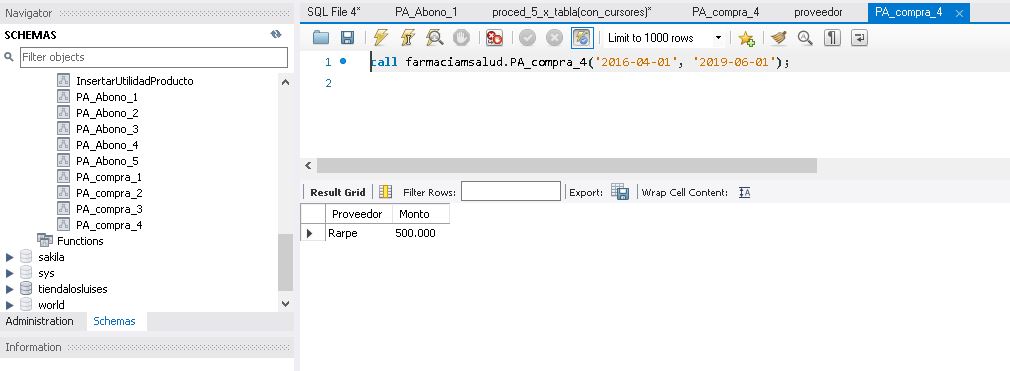 Navigator
SCHEMAS
Filter objects
InsertarUtilidadProducto
PA_Abono_1
PA_Abono_2
PA_Abono_3
PA_Abono_4
PA_Abono_5
PA_compra_1
PA_compra_2
PA_compra_3
PA_compra_4
Functions
sakila
sys
tiendalosluises
world
Administration Schemas
Information
SQL File 4* PA_Abono_1 proced_5_x_tabla(con_cursores)* PA_compra_4 proveedor PA_compra_4
Limit to 1000 rows
1 call farmaciamsalud.PA_compra_4('2016-04-01', '2019-06-01');
2
Result Grid Filter Rows: Export: Wrap Cell Content:
Proveedor Monto
Rarpe 500.000